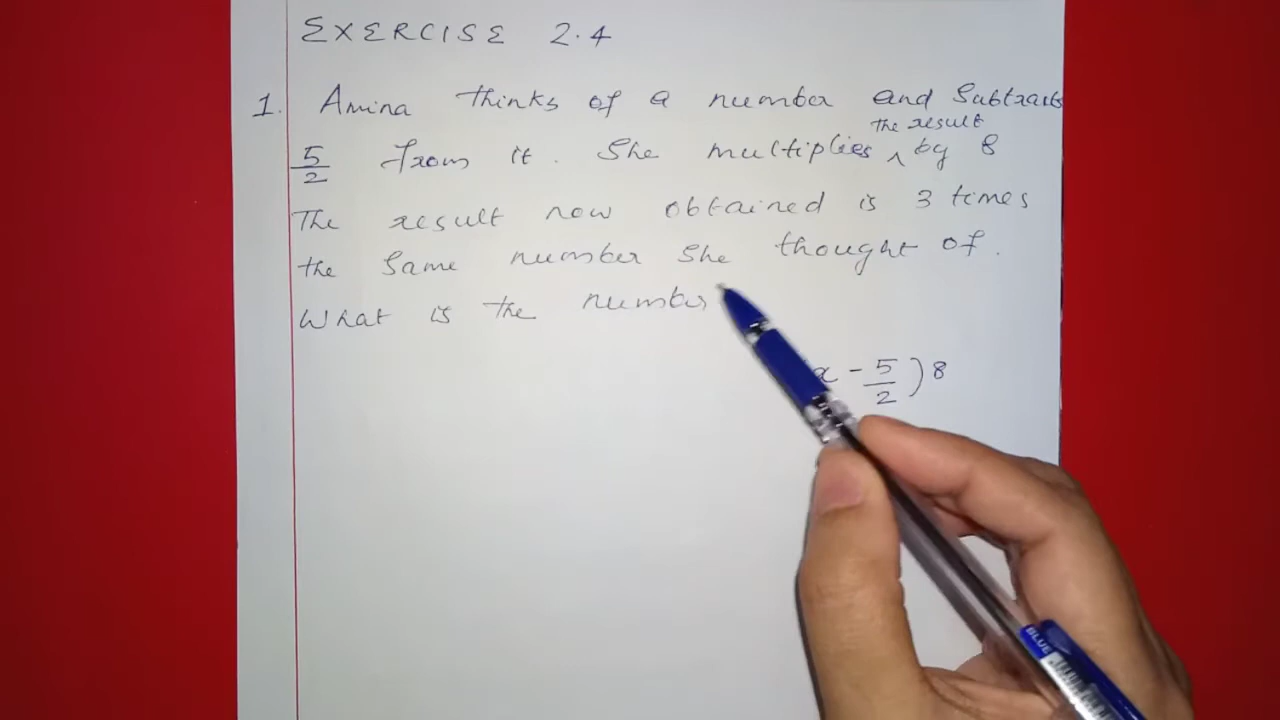 EXERCISE 2.4
1. Amina thinks of a number and Subtracts
the result
5/2 from it. She multiplies ^ by 8
The result now obtained is 3 times
the same number she thought of.
What is the number
x - 5/2 ) 8
BLUE